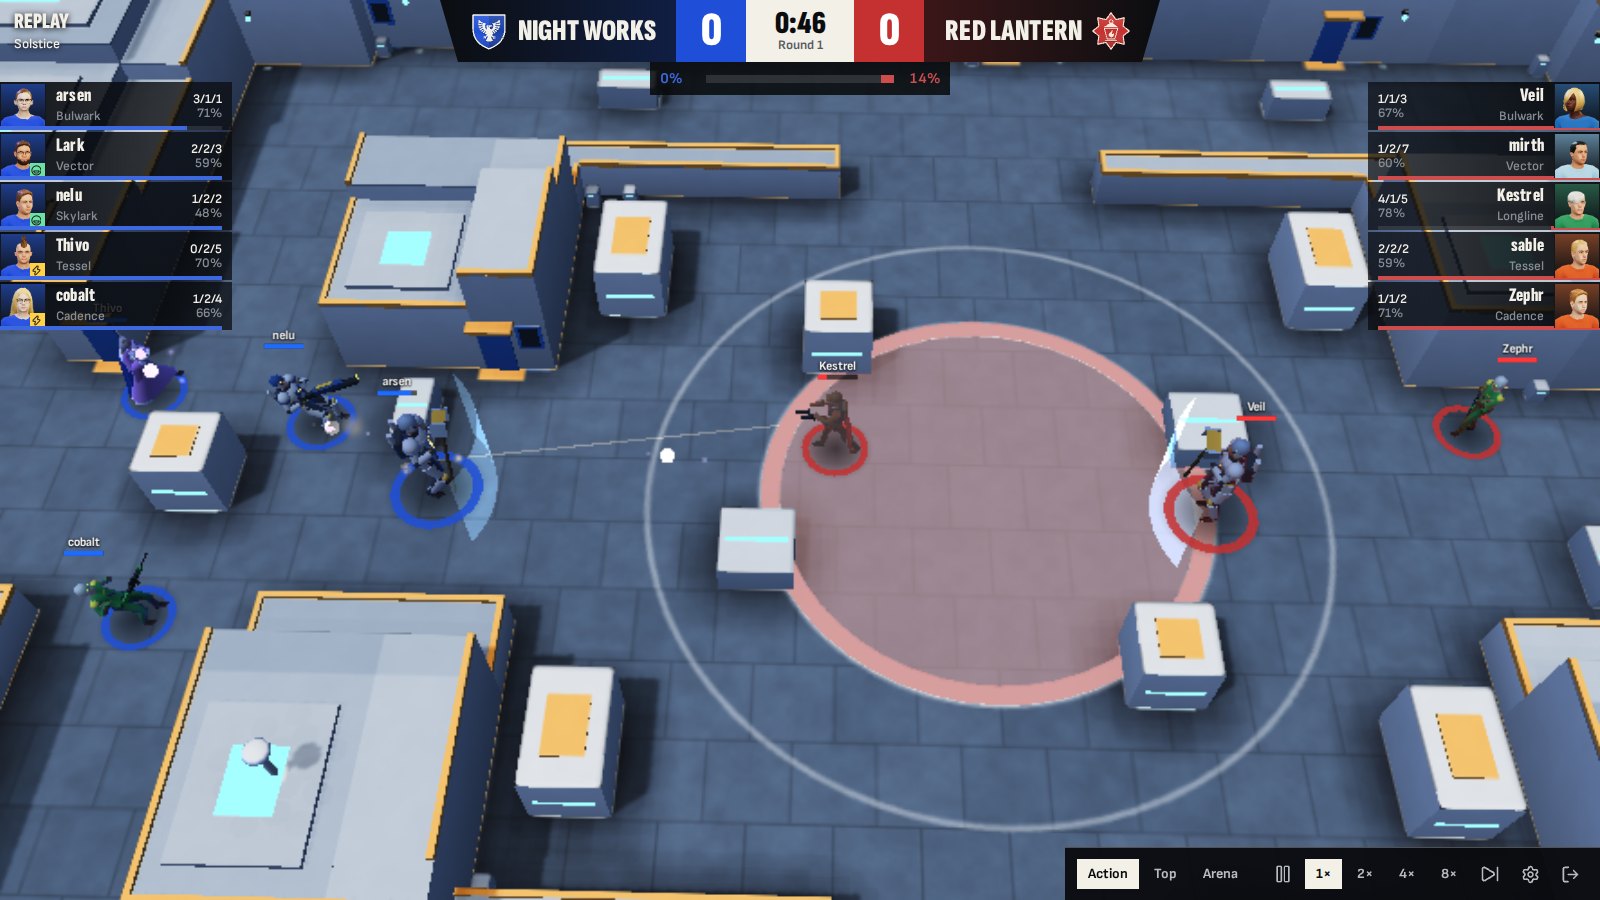 REPLAY
Solstice
NIGHT WORKS
0
0:46
Round 1
0
RED LANTERN
0%
14%
arsen
Bulwark
3/1/1
71%
Lark
Vector
2/2/3
59%
nelu
Skylark
1/2/2
48%
Thivo
Tessel
0/2/5
70%
cobalt
Cadence
1/2/4
66%
1/1/3
67%
Veil
Bulwark
1/2/7
60%
mirth
Vector
4/1/5
78%
Kestrel
Longline
2/2/2
59%
sable
Tessel
1/1/2
71%
Zephr
Cadence
Thivo
nelu
arsen
Kestrel
Veil
Zephr
cobalt
Action
Top
Arena
1×
2×
4×
8×